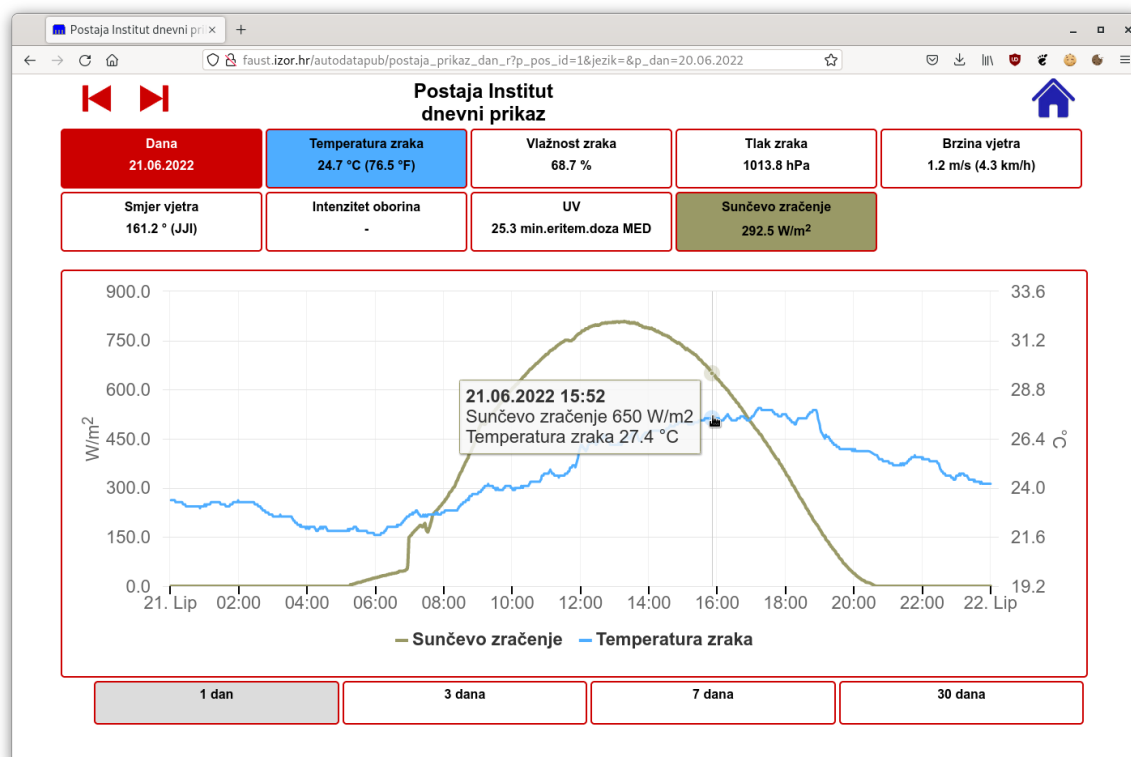 Postaja Institut dnevni pri
faust.izor.hr/autodatapub/postaja_prikaz_dan_r?p_pos_id=1&jezik=&p_dan=20.06.2022
Postaja Institut
dnevni prikaz
Dana
21.06.2022
Temperatura zraka
24.7 °C (76.5 °F)
Vlažnost zraka
68.7 %
Tlak zraka
1013.8 hPa
Brzina vjetra
1.2 m/s (4.3 km/h)
Smjer vjetra
161.2 ° (JJI)
Intenzitet oborina
-
UV
25.3 min.eritem.doza MED
Sunčevo zračenje
292.5 W/m²
900.0 33.6
750.0 31.2
600.0 28.8
450.0 26.4
300.0 24.0
150.0 21.6
0.0 19.2
W/m²
°C
21.06.2022 15:52
Sunčevo zračenje 650 W/m2
Temperatura zraka 27.4 °C
21. Lip 02:00 04:00 06:00 08:00 10:00 12:00 14:00 16:00 18:00 20:00 22:00 22. Lip
Sunčevo zračenje Temperatura zraka
1 dan 3 dana 7 dana 30 dana